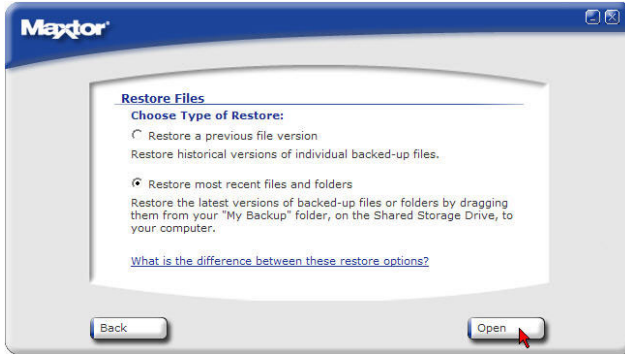 Maxtor
Restore Files
Choose Type of Restore:
Restore a previous file version
Restore historical versions of individual backed-up files.
Restore most recent files and folders
Restore the latest versions of backed-up files or folders by dragging
them from your "My Backup" folder, on the Shared Storage Drive, to
your computer.
What is the difference between these restore options?
Back
Open